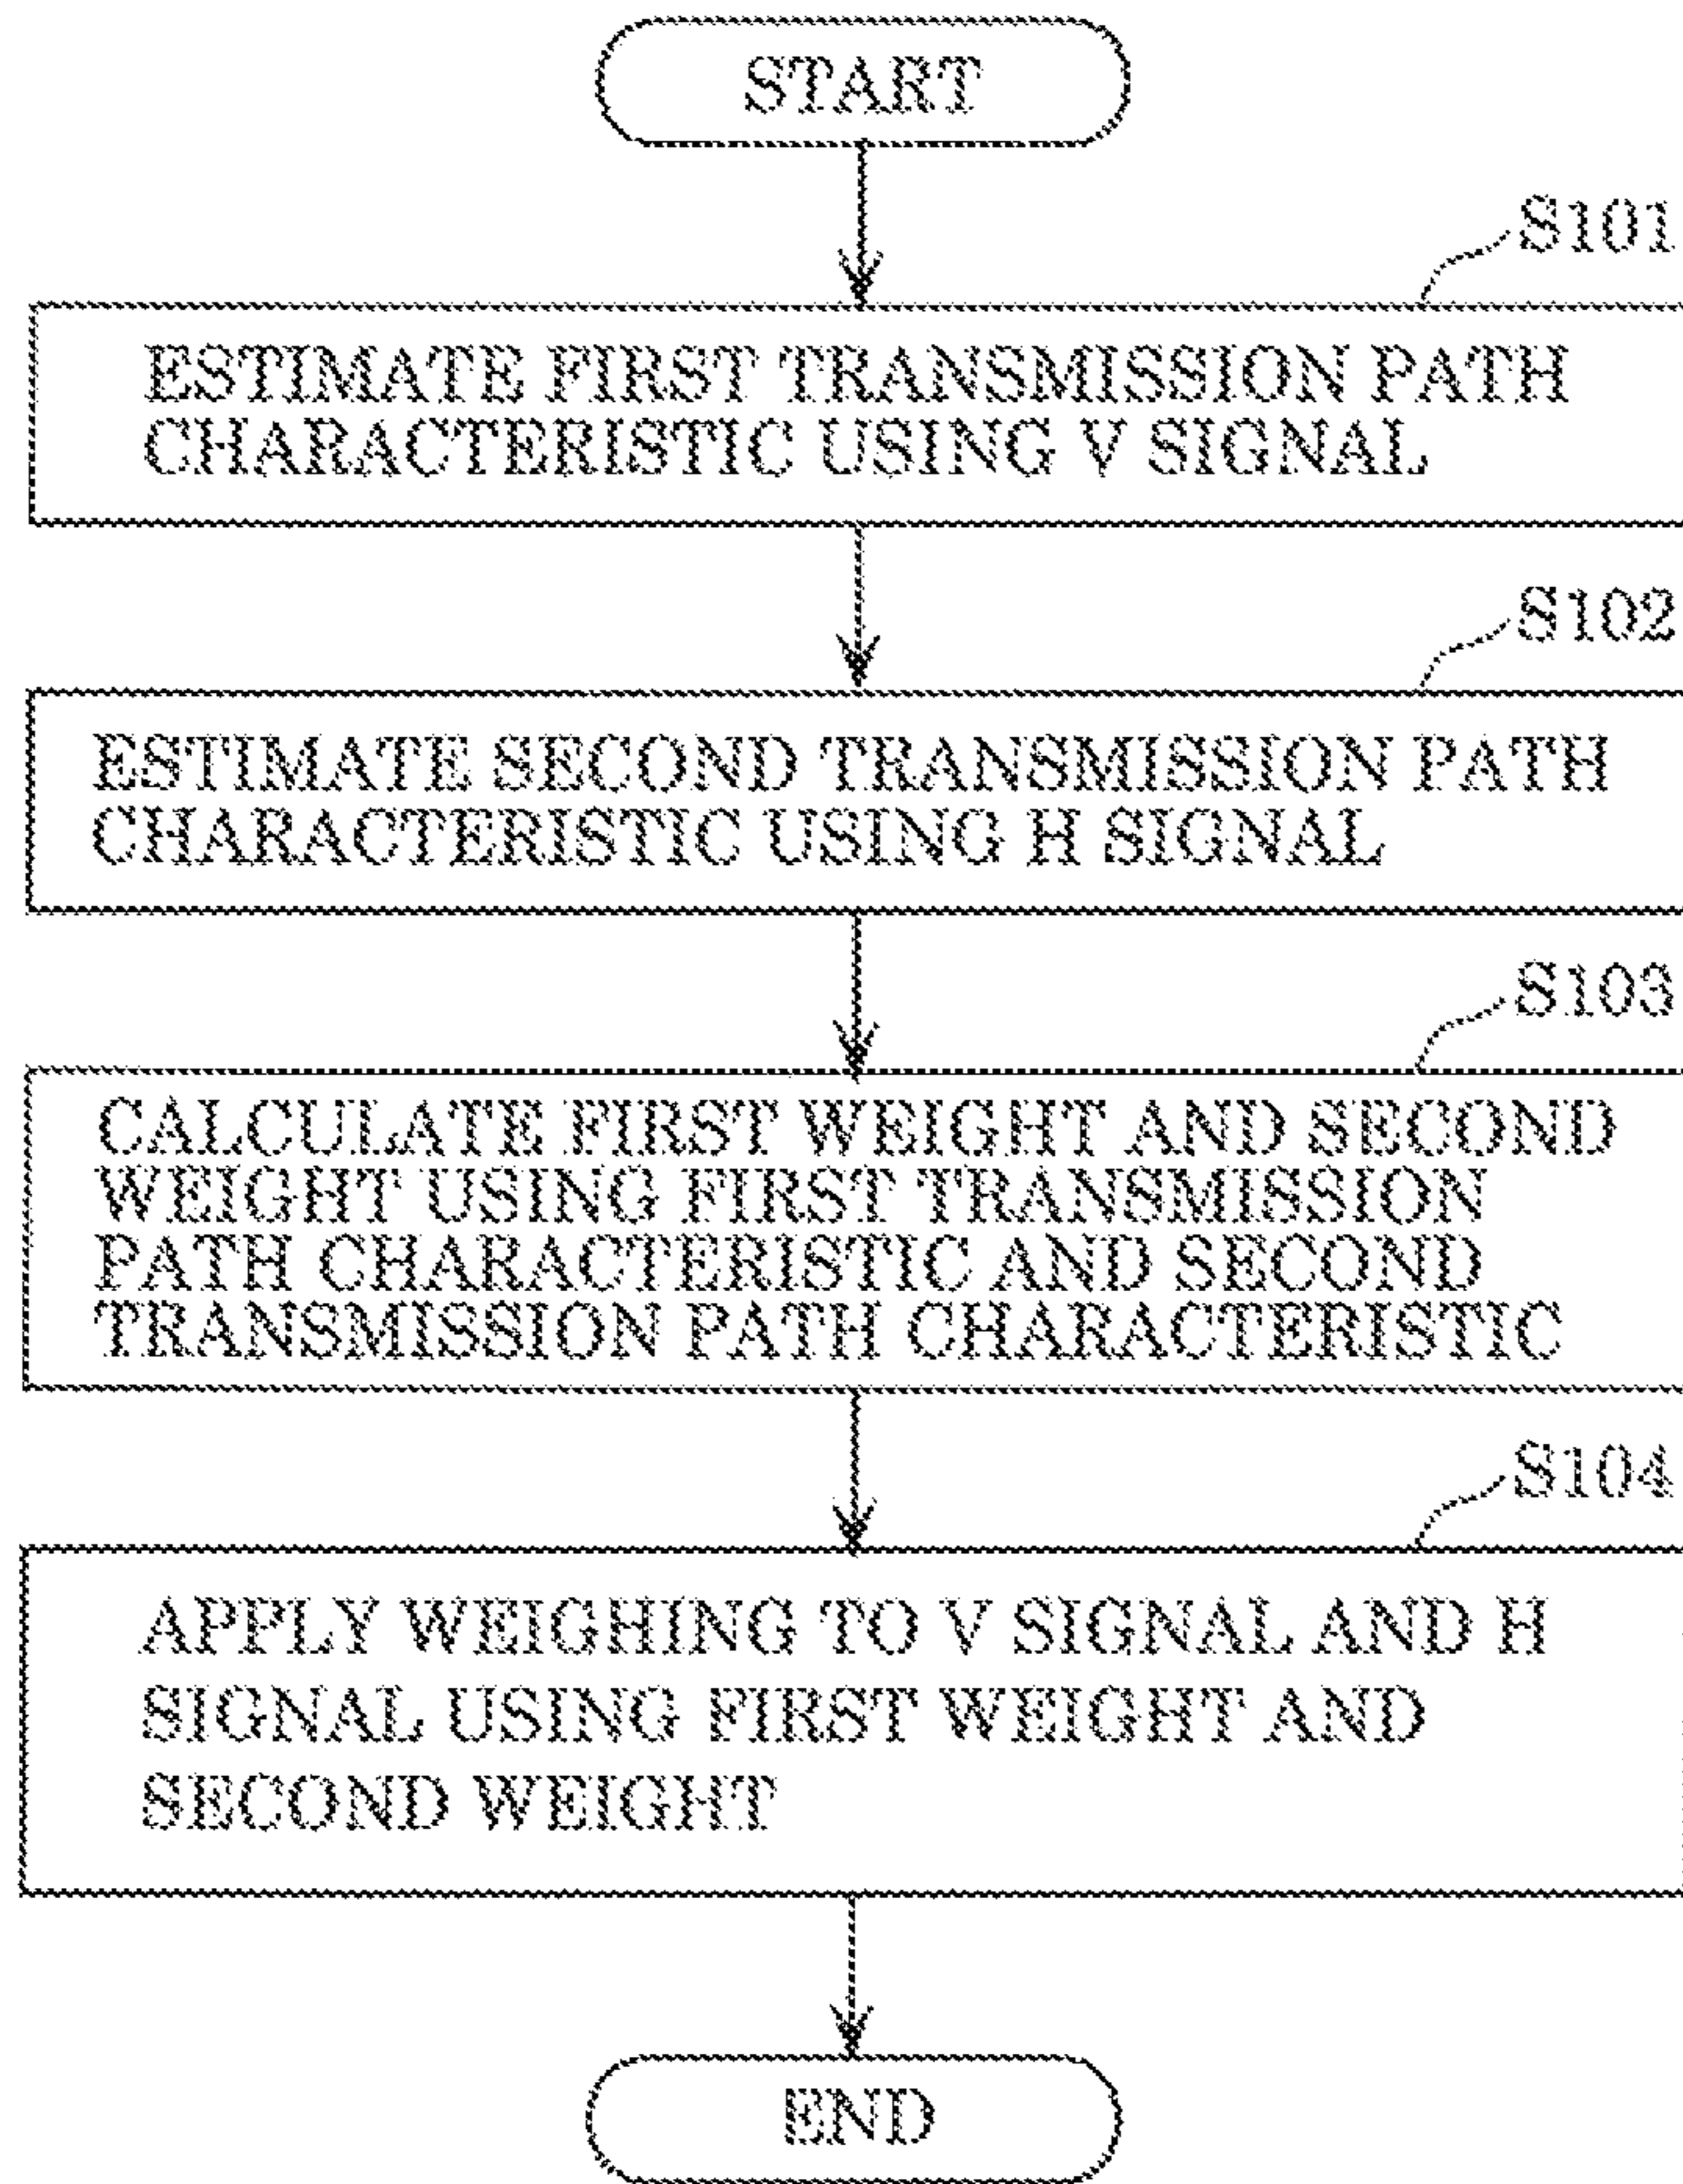 START
S101
ESTIMATE FIRST TRANSMISSION PATH
CHARACTERISTIC USING V SIGNAL
S102
ESTIMATE SECOND TRANSMISSION PATH
CHARACTERISTIC USING H SIGNAL
S103
CALCULATE FIRST WEIGHT AND SECOND
WEIGHT USING FIRST TRANSMISSION
PATH CHARACTERISTIC AND SECOND
TRANSMISSION PATH CHARACTERISTIC
S104
APPLY WEIGHING TO V SIGNAL AND H
SIGNAL USING FIRST WEIGHT AND
SECOND WEIGHT
END